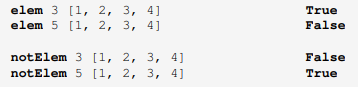 elem 3 [1, 2, 3, 4] True
elem 5 [1, 2, 3, 4] False
notElem 3 [1, 2, 3, 4] False
notElem 5 [1, 2, 3, 4] True